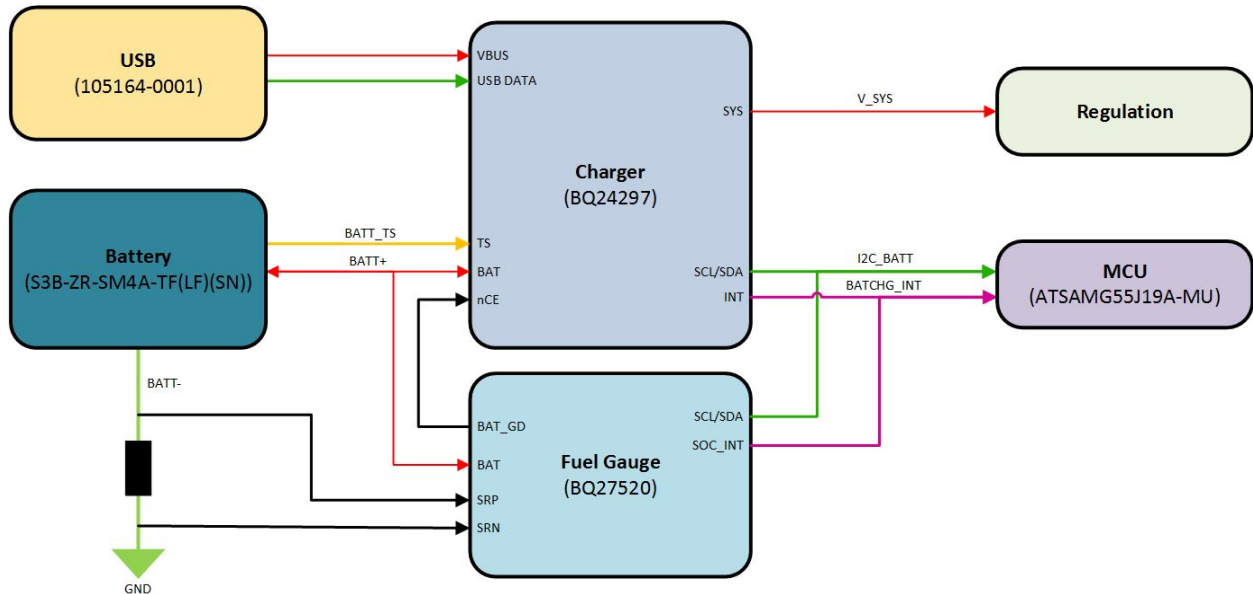 USB
(105164-0001)
VBUS
USB DATA
SYS
V_SYS
Regulation
Charger
(BQ24297)
Battery
(S3B-ZR-SM4A-TF(LF)(SN))
BATT_TS
BATT+
TS
BAT
nCE
SCL/SDA
INT
I2C_BATT
BATCHG_INT
MCU
(ATSAMG55J19A-MU)
BATT-
BAT_GD
BAT
SRP
SRN
SCL/SDA
SOC_INT
Fuel Gauge
(BQ27520)
GND